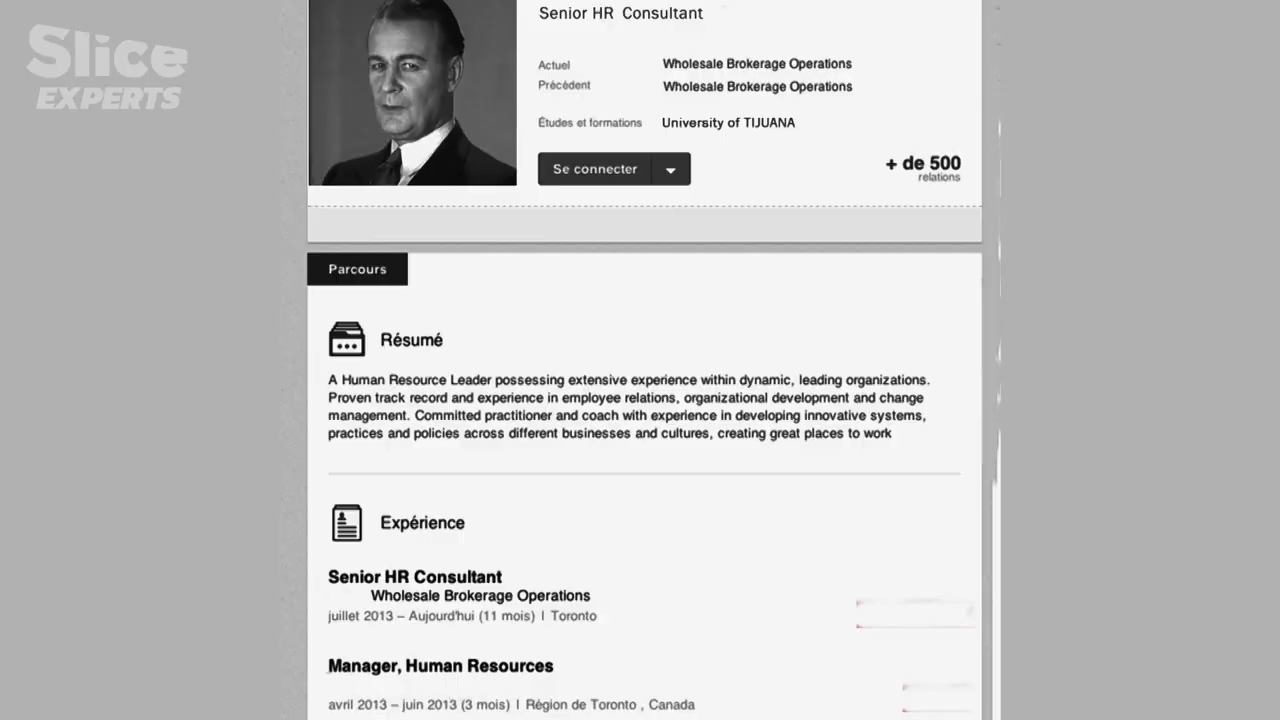 Slice
EXPERTS
Senior HR Consultant
Actuel Wholesale Brokerage Operations
Précédent Wholesale Brokerage Operations
Études et formations University of TIJUANA
Se connecter
+ de 500
relations
Parcours
Résumé
A Human Resource Leader possessing extensive experience within dynamic, leading organizations.
Proven track record and experience in employee relations, organizational development and change
management. Committed practitioner and coach with experience in developing innovative systems,
practices and policies across different businesses and cultures, creating great places to work
Expérience
Senior HR Consultant
Wholesale Brokerage Operations
juillet 2013 – Aujourd'hui (11 mois) | Toronto
Manager, Human Resources
avril 2013 – juin 2013 (3 mois) | Région de Toronto , Canada